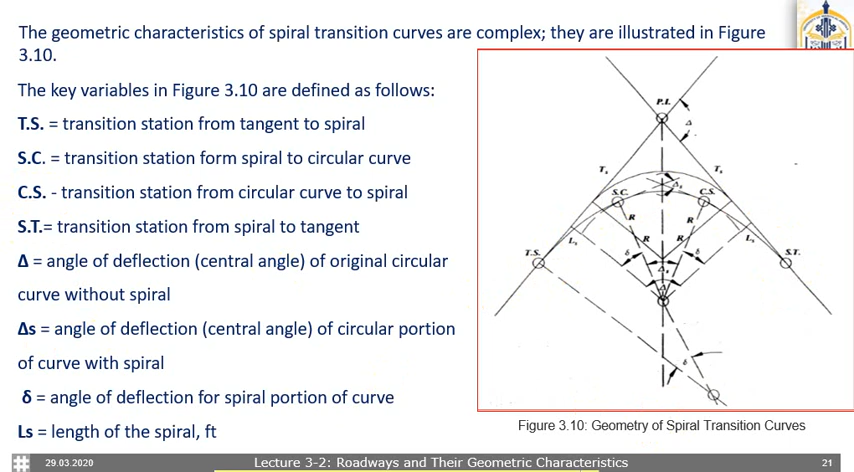 The geometric characteristics of spiral transition curves are complex; they are illustrated in Figure
3.10.
The key variables in Figure 3.10 are defined as follows:
T.S. = transition station from tangent to spiral
S.C. = transition station form spiral to circular curve
C.S. - transition station from circular curve to spiral
S.T.= transition station from spiral to tangent
Δ = angle of deflection (central angle) of original circular
curve without spiral
Δs = angle of deflection (central angle) of circular portion
of curve with spiral
δ = angle of deflection for spiral portion of curve
Ls = length of the spiral, ft
P.I.
Δ
Ts
Ts
Δs
S.C.
C.S.
R
R
R
R
Ls
Ls
T.S.
S.T.
δ
δ
Δs
Δ
δ
Figure 3.10: Geometry of Spiral Transition Curves
29.03.2020
Lecture 3-2: Roadways and Their Geometric Characteristics
21